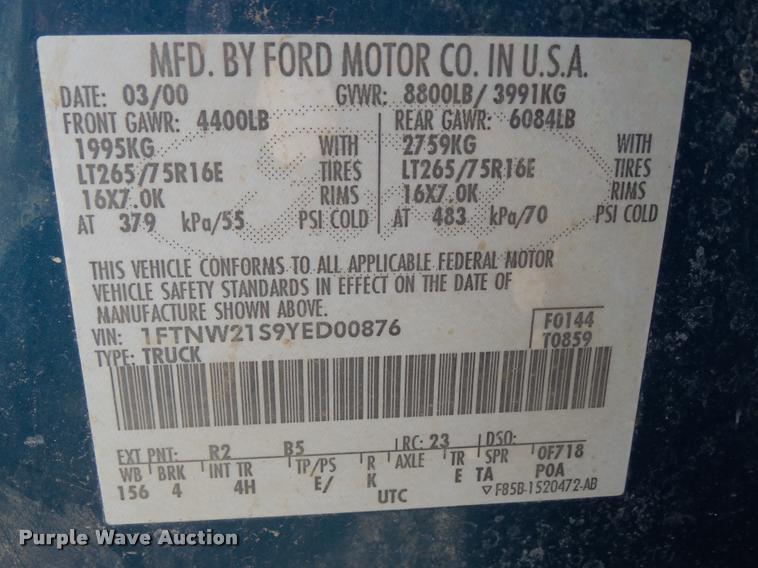 MFD. BY FORD MOTOR CO. IN U.S.A.
DATE: 03/00 GVWR: 8800LB/ 3991KG
FRONT GAWR: 4400LB REAR GAWR: 6084LB
1995KG WITH 2759KG WITH
LT265/75R16E TIRES LT265/75R16E TIRES
16X7.0K RIMS 16X7.0K RIMS
AT 379 kPa/55 PSI COLD AT 483 kPa/70 PSI COLD
THIS VEHICLE CONFORMS TO ALL APPLICABLE FEDERAL MOTOR
VEHICLE SAFETY STANDARDS IN EFFECT ON THE DATE OF
MANUFACTURE SHOWN ABOVE.
VIN: 1FTNW21S9YED00876 F0144
TYPE: TRUCK T0859
EXT PNT: R2 B5 RC: 23 DSO:
WB BRK INT TR TP/PS R AXLE TR SPR 0F718
156 4 4H E/ K E TA P0A
UTC ▽ F85B-1520472-AB
Purple Wave Auction